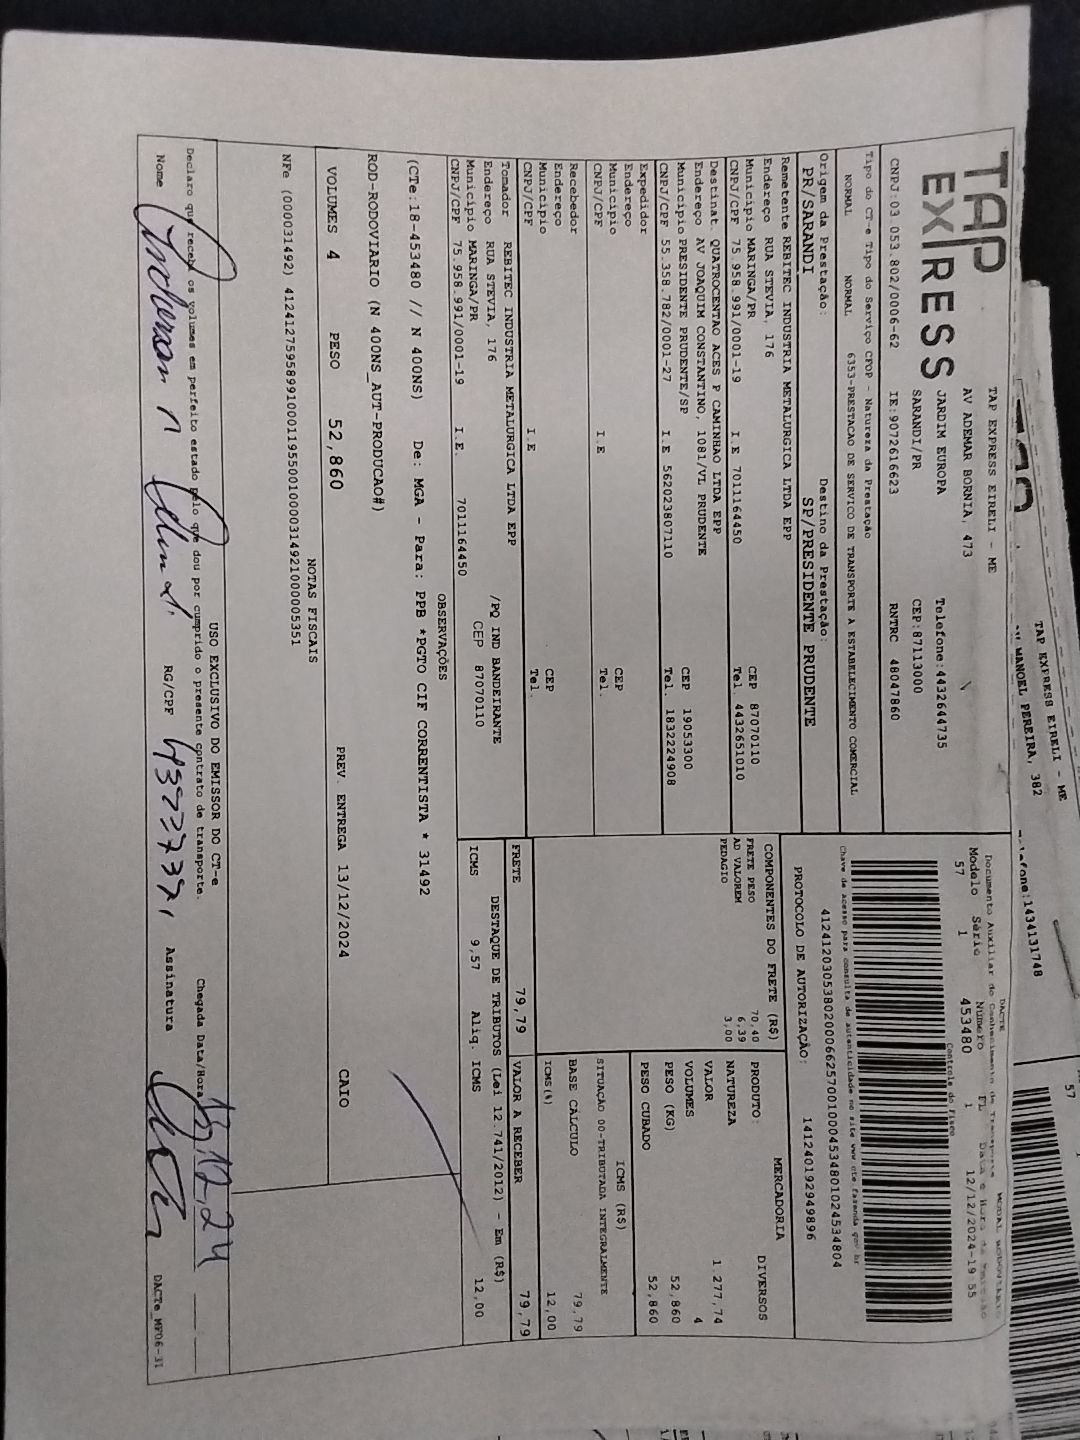 TAP
EXPRESS
TAP EXPRESS EIRELI - ME
AV ADEMAR BORNIA, 473
JARDIM EUROPA Telefone:4432644735
SARANDI/PR CEP:87113000
CNPJ:03 053.802/0006-62 IE:9072616623 RNTRC 48047860
Tipo do CT-e Tipo do Serviço CFOP - Natureza da Prestação
NORMAL NORMAL 6353-PRESTACAO DE SERVICO DE TRANSPORTE A ESTABELECIMENTO COMERCIAL
Origem da Prestação: Destino da Prestação:
PR/SARANDI SP/PRESIDENTE PRUDENTE
Remetente REBITEC INDUSTRIA METALURGICA LTDA EPP
Endereço RUA STEVIA, 176
Municipio MARINGA/PR CEP 87070110
CNPJ/CPF 75.958.991/0001-19 I.E 7011164450 Tel. 4432651010
Destinat. QUATROCENTAO ACES P CAMINHAO LTDA EPP
Endereço AV JOAQUIM CONSTANTINO, 1081/VL PRUDENTE
Municipio PRESIDENTE PRUDENTE/SP CEP 19053300
CNPJ/CPF 55.358.782/0001-27 I.E 562023807110 Tel. 1832224908
Expedidor
Endereço
Municipio CEP
CNPJ/CPF I.E Tel.
Recebedor
Endereço
Municipio CEP
CNPJ/CPF I.E Tel.
Tomador REBITEC INDUSTRIA METALURGICA LTDA EPP
Endereço RUA STEVIA, 176 /PQ IND BANDEIRANTE
Municipio MARINGA/PR CEP 87070110
CNPJ/CPF 75.958.991/0001-19 I.E. 7011164450
DACTE
Documento Auxiliar do Conhecimento de Transporte MODAL RODOVIARIO
Modelo Série Número FL Data e Hora de Emissão
57 1 453480 1 12/12/2024-19 55
Controle do Fisco
Chave de acesso para consulta de autenticidade no site www cte fazenda gov br
41241203053802000662570010004534801024534804
PROTOCOLO DE AUTORIZAÇÃO: 141240192949896
COMPONENTES DO FRETE (R$)
FRETE PESO 70,40
AD VALOREM 6,39
PEDAGIO 3,00
MERCADORIA
PRODUTO: DIVERSOS
NATUREZA
VALOR 1.277,74
VOLUMES 4
PESO (KG) 52,860
PESO CUBADO 52,860
ICMS (R$)
SITUAÇÃO 00-TRIBUTADA INTEGRALMENTE
BASE CÁLCULO 79,79
ICMS(%) 12,00
FRETE 79,79 VALOR A RECEBER 79,79
DESTAQUE DE TRIBUTOS (Lei 12.741/2012) - Em (R$)
ICMS 9,57 Aliq. ICMS 12,00
OBSERVAÇÕES
(CTe:18-453480 // N 400NS) De: MGA - Para: PPB *PGTO CIF CORRENTISTA * 31492
ROD-RODOVIARIO (N 400NS_AUT-PRODUCAO#)
VOLUMES 4 PESO 52,860 PREV. ENTREGA 13/12/2024 CAIO
NOTAS FISCAIS
NFe (000031492) 41241275958991000119550010000314921000005351
USO EXCLUSIVO DO EMISSOR DO CT-e
Declaro que recebi os volumes em perfeito estado pelo que dou por cumprido o presente contrato de transporte. Chegada Data/Hora 13,12,24
Nome RG/CPF Assinatura
DACTe_MF06-31
TAP EXPRESS EIRELI - ME
MANOEL PEREIRA, 382
57